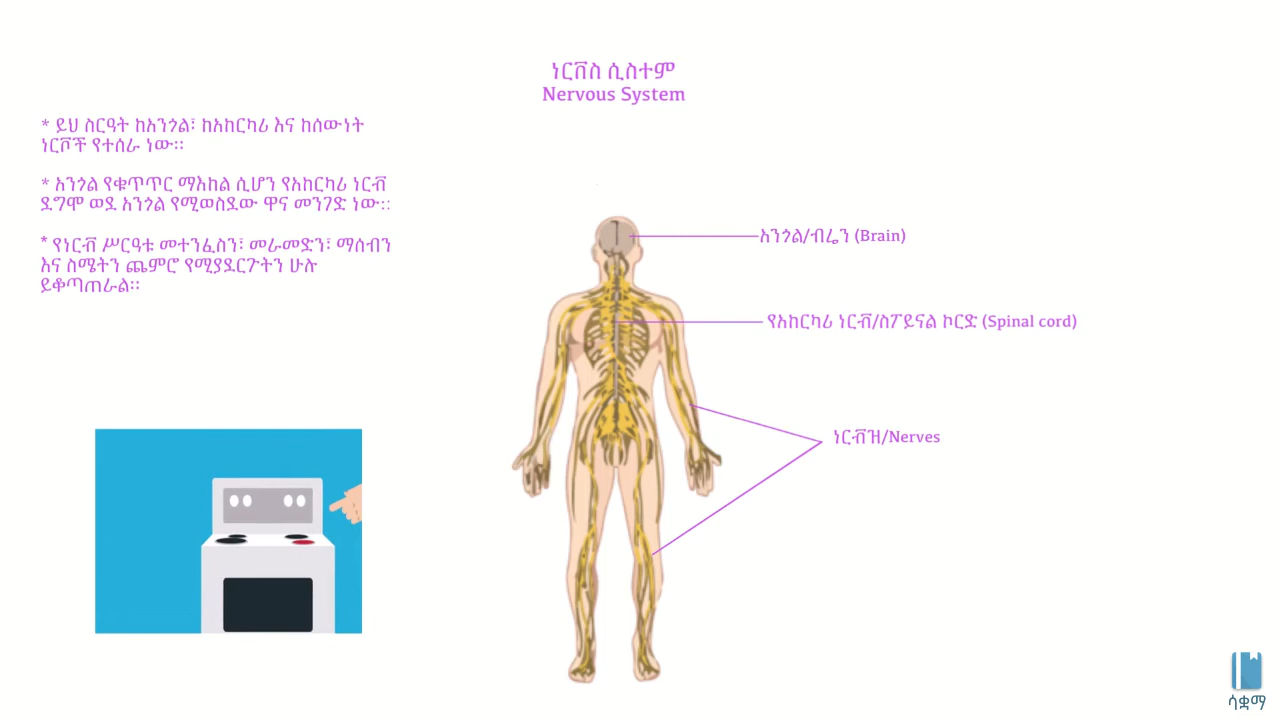 ነርቨስ ሲስተም
Nervous System
* ይህ ስርዓት ከአንጎል፣ ከአከርካሪ እና ከሰውነት
ነርቮች የተሰራ ነው።
* አንጎል የቁጥጥር ማእከል ሲሆን የአከርካሪ ነርቭ
ደግሞ ወደ አንጎል የሚወስደው ዋና መንገድ ነው።
* የነርቭ ሥርዓቱ መተንፈስን፣ መራመድን፣ ማሰብን
እና ስሜትን ጨምሮ የሚያደርጉትን ሁሉ
ይቆጣጠራል።
አንጎል/ብሬን (Brain)
የአከርካሪ ነርቭ/ስፖይናል ኮርድ (Spinal cord)
ነርቭዝ/Nerves
ሳቋማ